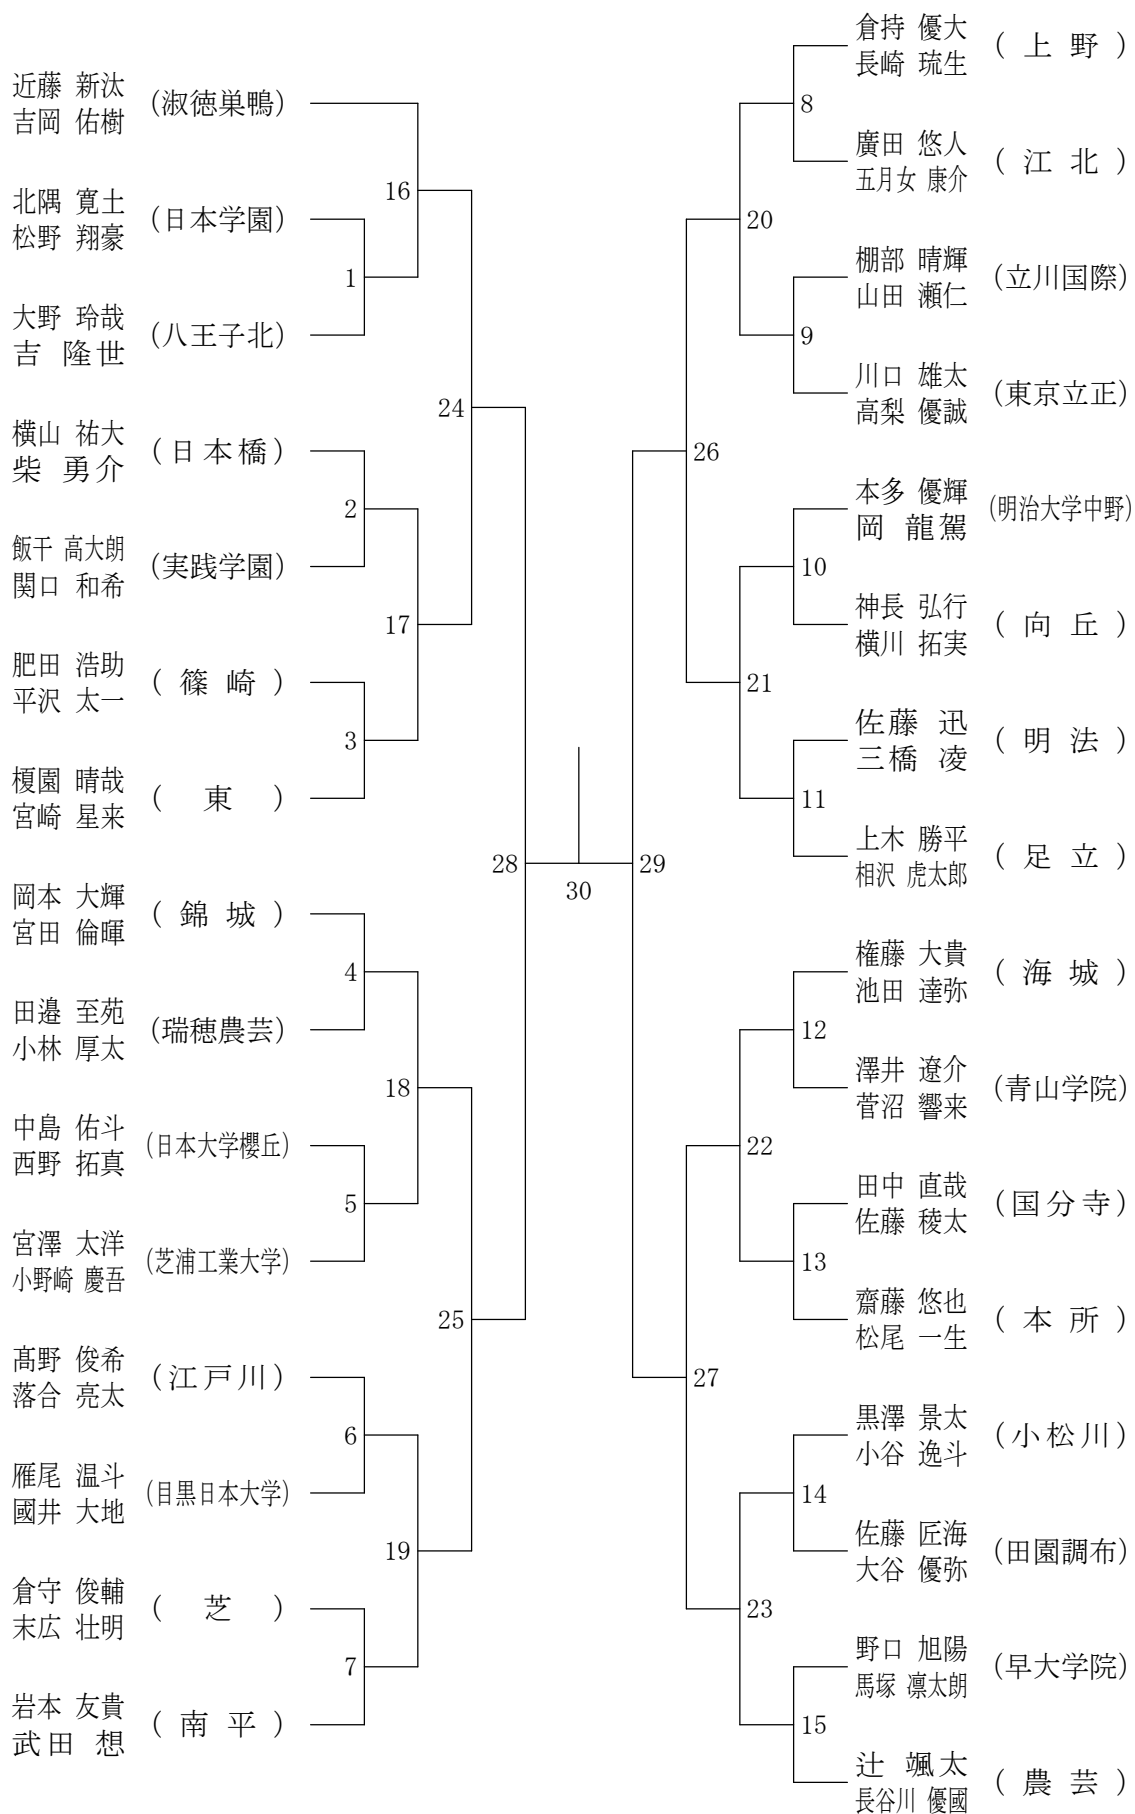 近藤 新汰
吉岡 佑樹
(淑徳巣鴨)
北隅 寛土
松野 翔豪
(日本学園)
大野 玲哉
吉 隆世
(八王子北)
横山 祐大
柴 勇介
(日本橋)
飯干 高大朗
関口 和希
(実践学園)
肥田 浩助
平沢 太一
(篠崎)
榎園 晴哉
宮崎 星来
(東)
岡本 大輝
宮田 倫暉
(錦城)
田邉 至苑
小林 厚太
(瑞穂農芸)
中島 佑斗
西野 拓真
(日本大学櫻丘)
宮澤 太洋
小野崎 慶吾
(芝浦工業大学)
髙野 俊希
落合 亮太
(江戸川)
雁尾 温斗
國井 大地
(目黒日本大学)
倉守 俊輔
末広 壮明
(芝)
岩本 友貴
武田 想
(南平)
1
2
3
4
5
6
7
16
17
18
19
24
25
28
30
29
26
27
20
21
22
23
8
9
10
11
12
13
14
15
倉持 優大
長崎 琉生
(上野)
廣田 悠人
五月女 康介
(江北)
棚部 晴輝
山田 瀬仁
(立川国際)
川口 雄太
高梨 優誠
(東京立正)
本多 優輝
岡 龍駕
(明治大学中野)
神長 弘行
横川 拓実
(向丘)
佐藤 迅
三橋 凌
(明法)
上木 勝平
相沢 虎太郎
(足立)
権藤 大貴
池田 達弥
(海城)
澤井 遼介
菅沼 響来
(青山学院)
田中 直哉
佐藤 稜太
(国分寺)
齋藤 悠也
松尾 一生
(本所)
黒澤 景太
小谷 逸斗
(小松川)
佐藤 匠海
大谷 優弥
(田園調布)
野口 旭陽
馬塚 凛太朗
(早大学院)
辻 颯太
長谷川 優國
(農芸)